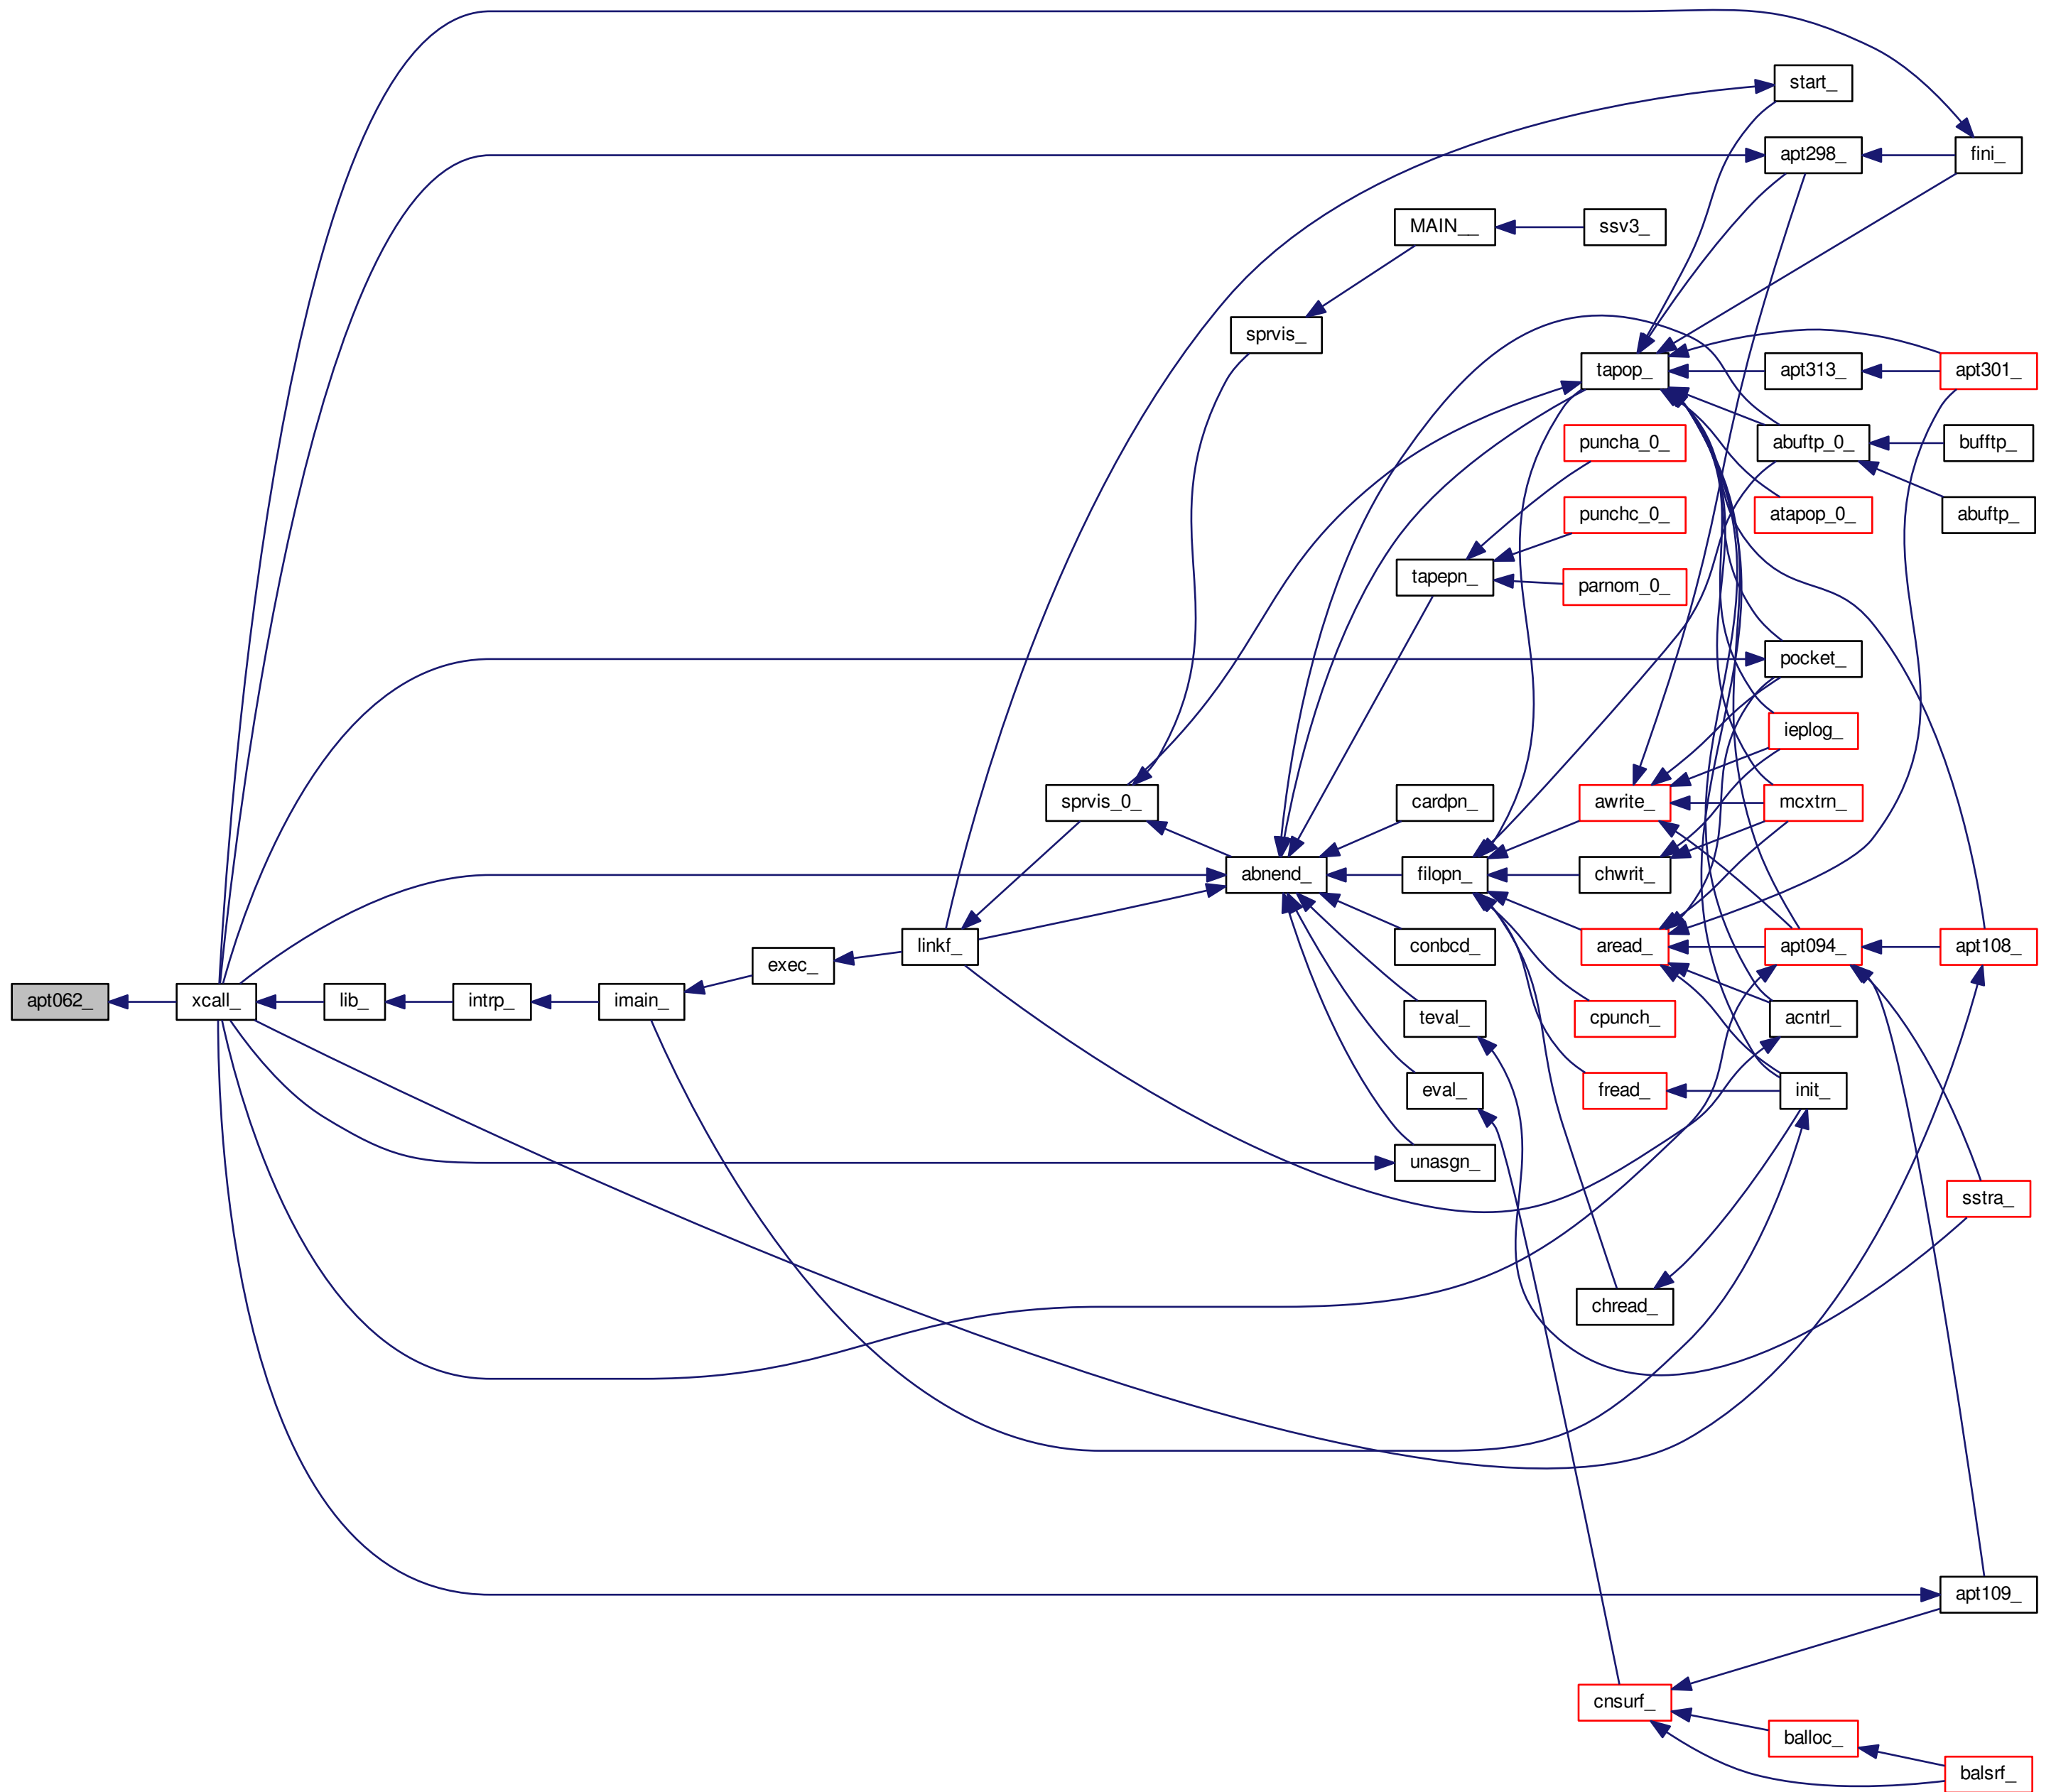 start_
apt298_
fini_
MAIN__
ssv3_
sprvis_
tapop_
apt313_
apt301_
puncha_0_
abuftp_0_
bufftp_
punchc_0_
atapop_0_
abuftp_
tapepn_
parnom_0_
pocket_
ieplog_
sprvis_0_
cardpn_
awrite_
mcxtrn_
abnend_
filopn_
chwrit_
linkf_
conbcd_
aread_
apt094_
apt108_
exec_
apt062_
xcall_
lib_
intrp_
imain_
teval_
cpunch_
acntrl_
eval_
fread_
init_
unasgn_
sstra_
chread_
apt109_
cnsurf_
balloc_
balsrf_